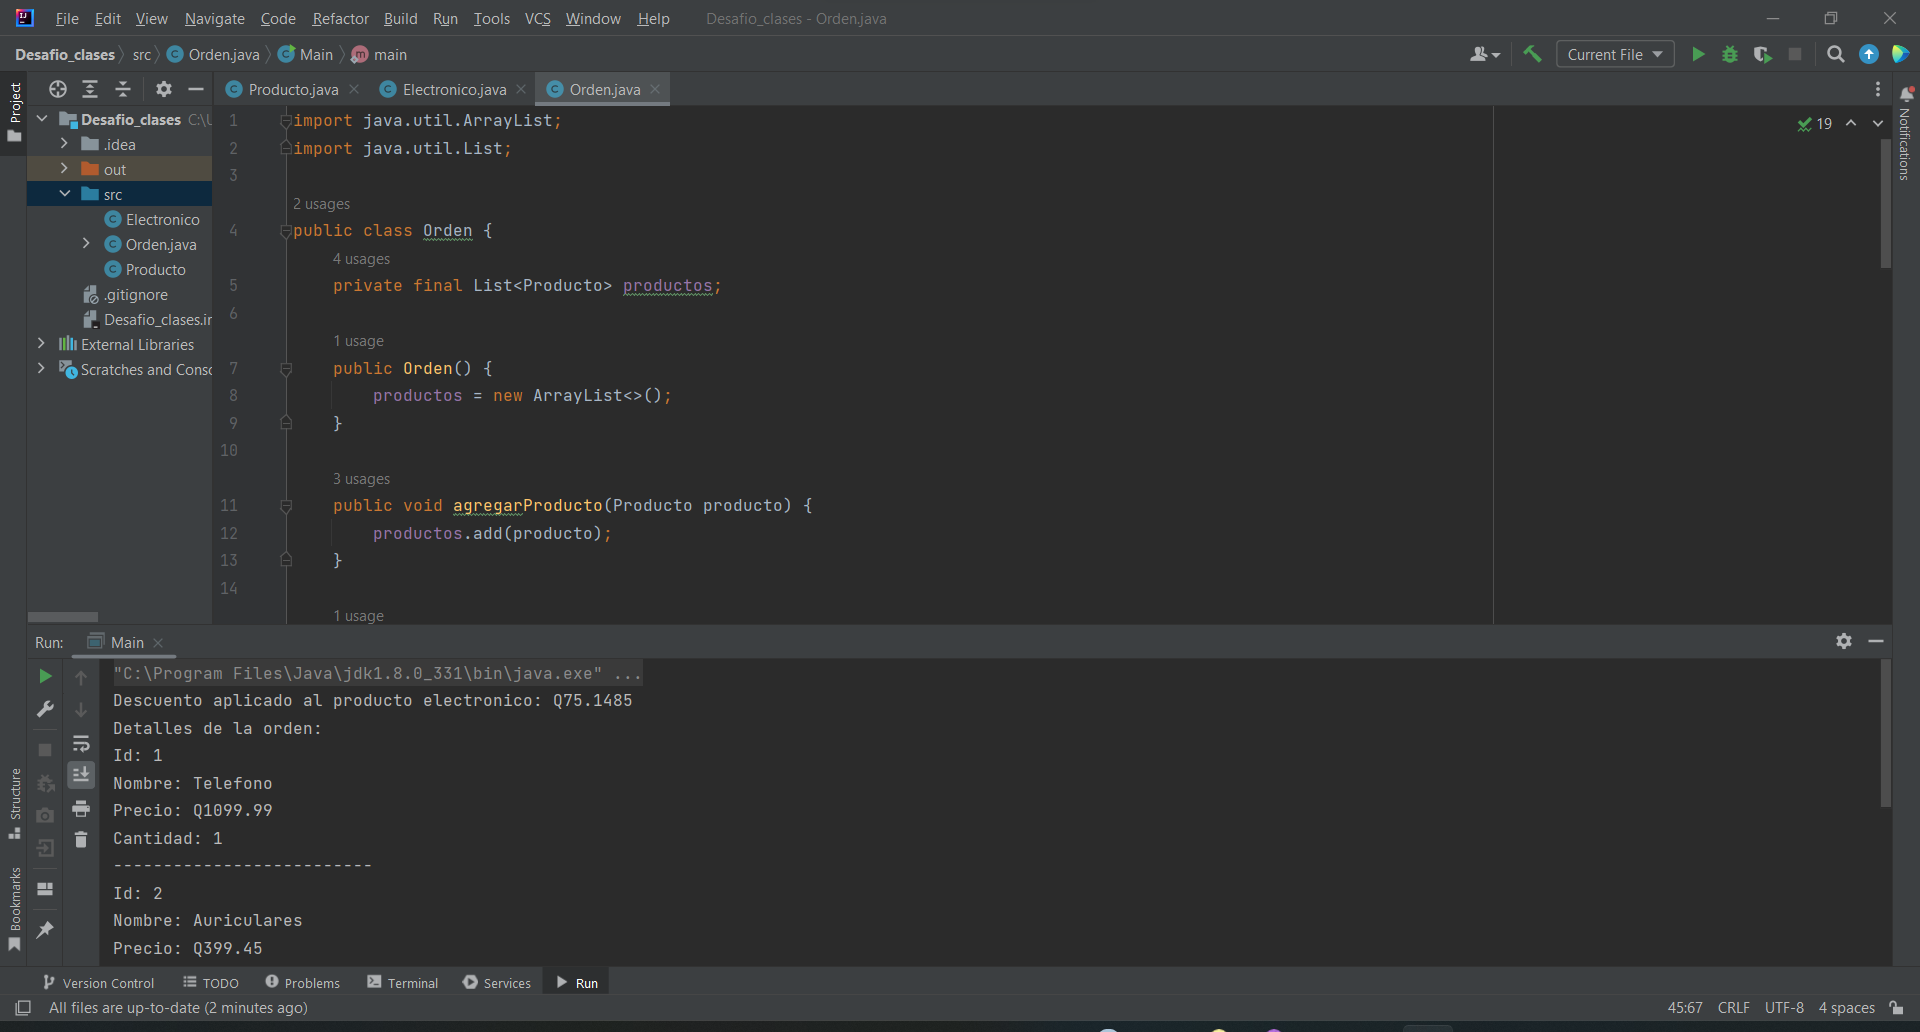 File Edit View Navigate Code Refactor Build Run Tools VCS Window Help Desafio_clases - Orden.java
Desafio_clases src Orden.java Main main
Current File
Project
Producto.java Electronico.java Orden.java
Desafio_clases C:\U
.idea
out
src
Electronico
Orden.java
Producto
.gitignore
Desafio_clases.ir
External Libraries
Scratches and Conso
19
Notifications
1 import java.util.ArrayList;
2 import java.util.List;
3
2 usages
4 public class Orden {
4 usages
5 private final List<Producto> productos;
6
1 usage
7 public Orden() {
8 productos = new ArrayList<>();
9 }
10
3 usages
11 public void agregarProducto(Producto producto) {
12 productos.add(producto);
13 }
14
1 usage
Run: Main
"C:\Program Files\Java\jdk1.8.0_331\bin\java.exe" ...
Descuento aplicado al producto electronico: Q75.1485
Detalles de la orden:
Id: 1
Nombre: Telefono
Precio: Q1099.99
Cantidad: 1
--------------------------
Id: 2
Nombre: Auriculares
Precio: Q399.45
Structure
Bookmarks
Version Control TODO Problems Terminal Services Run
All files are up-to-date (2 minutes ago) 45:67 CRLF UTF-8 4 spaces